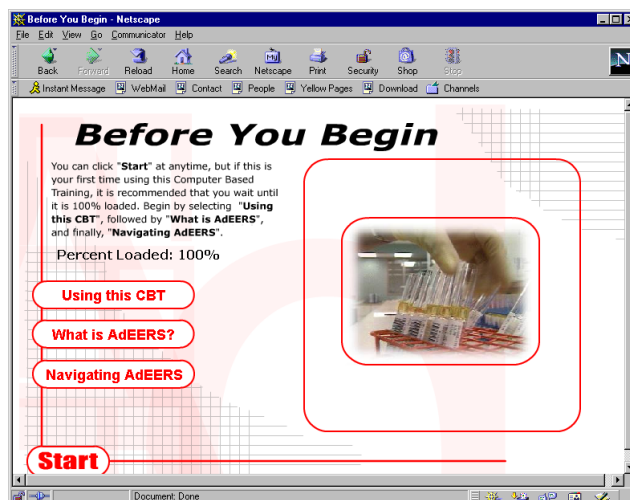 Before You Begin - Netscape
File Edit View Go Communicator Help
Back Forward Reload Home Search Netscape Print Security Shop Stop
Instant Message WebMail Contact People Yellow Pages Download Channels
Before You Begin
You can click "Start" at anytime, but if this is
your first time using this Computer Based
Training, it is recommended that you wait until
it is 100% loaded. Begin by selecting "Using
this CBT", followed by "What is AdEERS",
and finally, "Navigating AdEERS".
Percent Loaded: 100%
Using this CBT
What is AdEERS?
Navigating AdEERS
Start
Document: Done